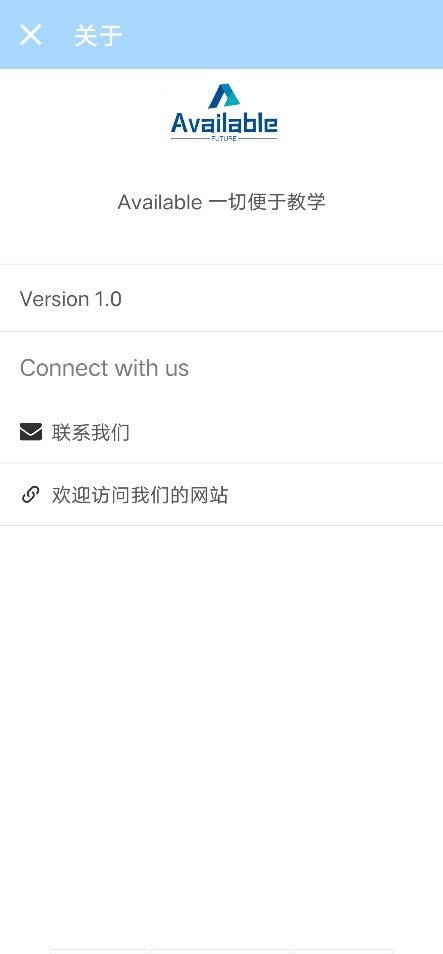 关于
Available
FUTURE
Available 一切便于教学
Version 1.0
Connect with us
联系我们
欢迎访问我们的网站